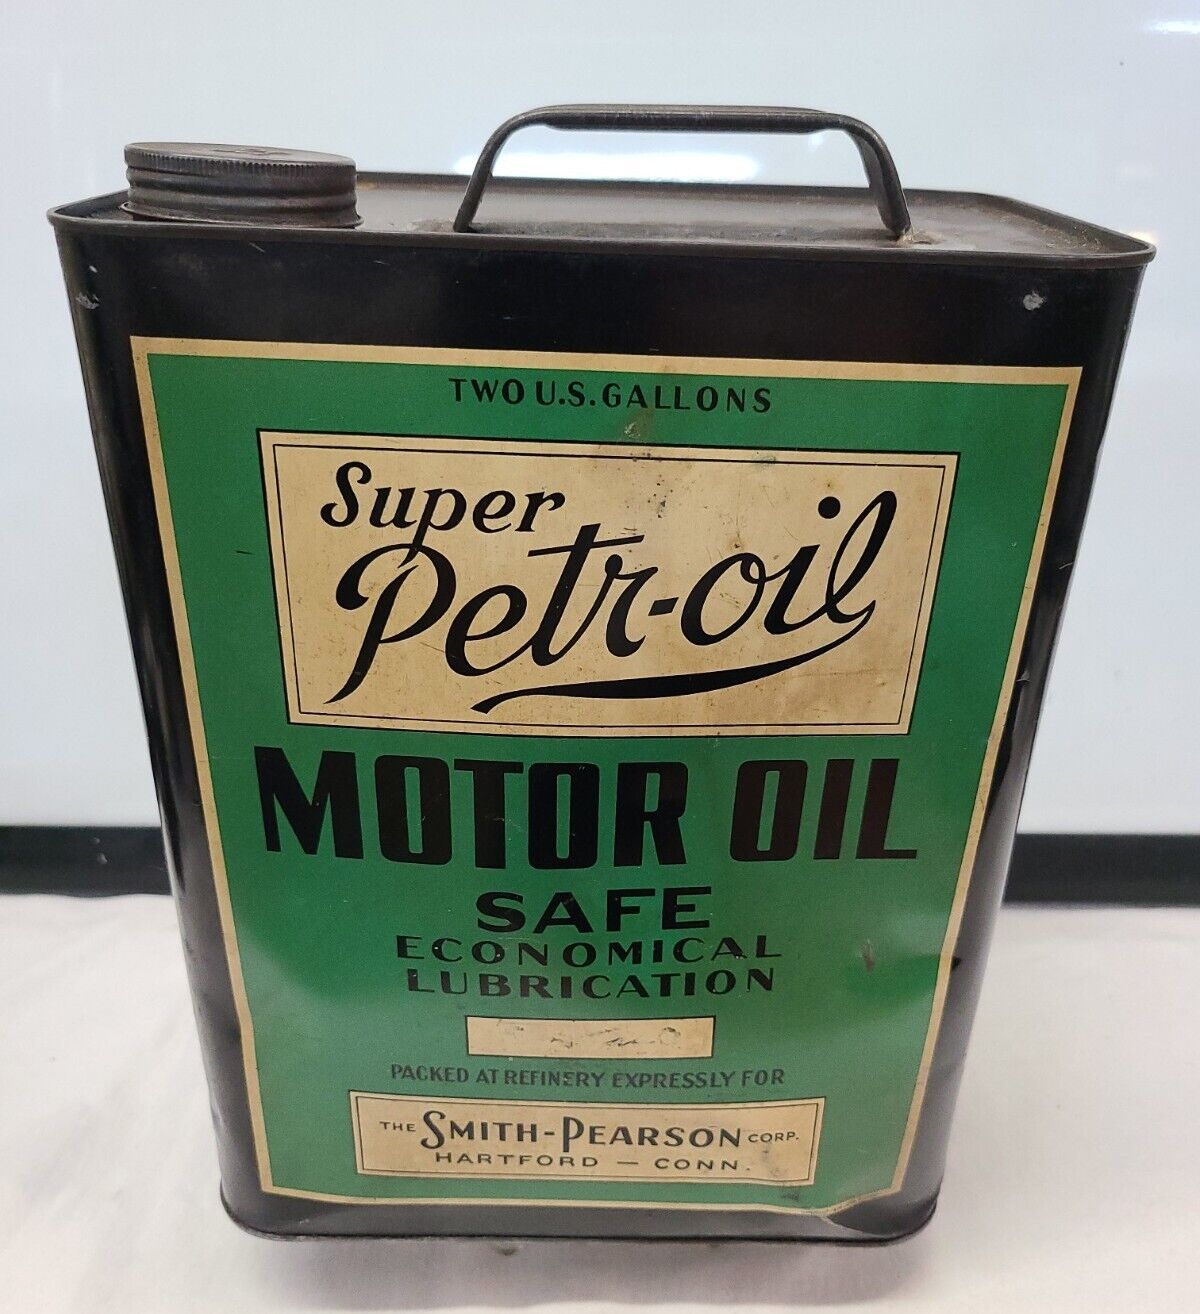 TWO U.S. GALLONS
Super
Petr-oil
MOTOR OIL
SAFE
ECONOMICAL
LUBRICATION
PACKED AT REFINERY EXPRESSLY FOR
THE SMITH-PEARSON CORP.
HARTFORD — CONN.